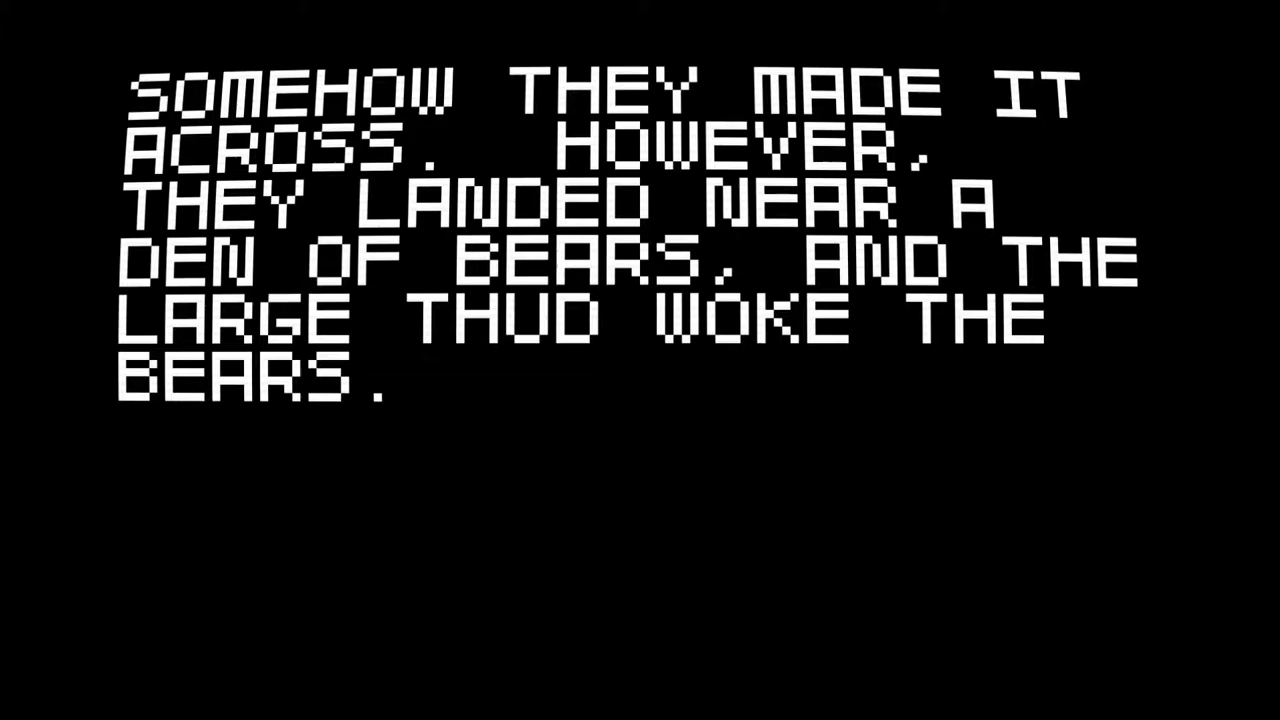 SOMEHOW THEY MADE IT
ACROSS.  HOWEVER,
THEY LANDED NEAR A
DEN OF BEARS, AND THE
LARGE THUD WOKE THE
BEARS.